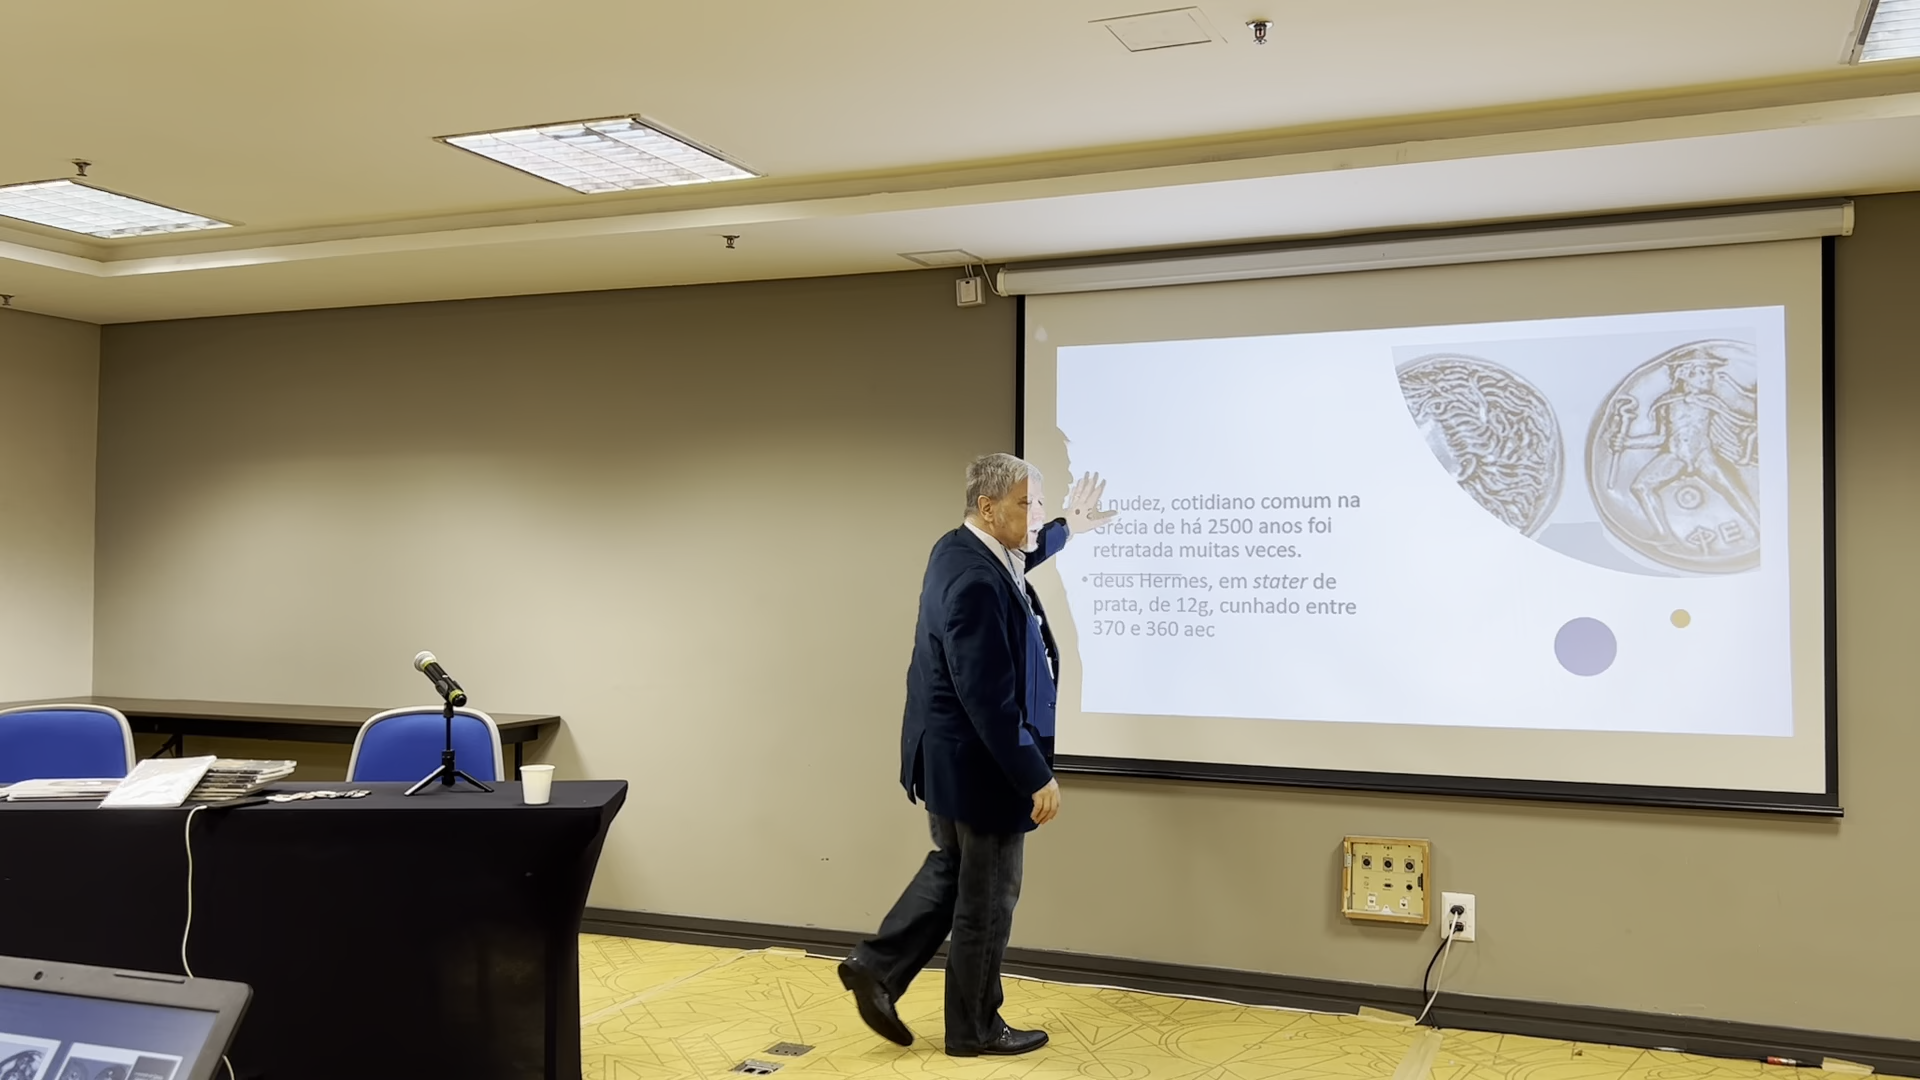 a nudez, cotidiano comum na
Grécia de há 2500 anos foi
retratada muitas veces.
• deus Hermes, em stater de
prata, de 12g, cunhado entre
370 e 360 aec
ΦΕ